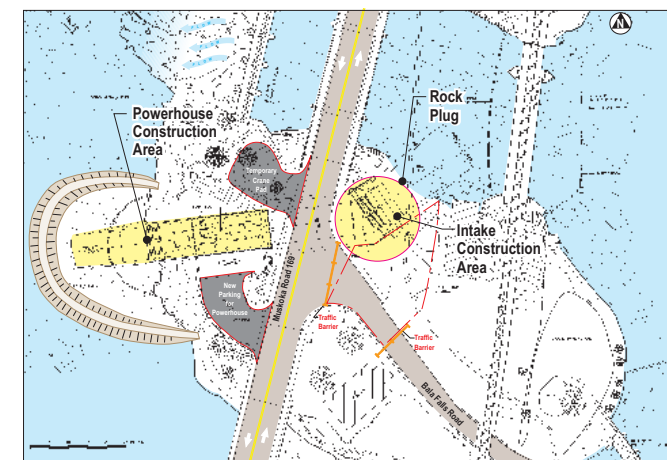 N
Powerhouse
Construction
Area
Rock
Plug
Temporary
Crane
Pad
Intake
Construction
Area
Muskoka Road 169
New
Parking
for
Powerhouse
Traffic
Barrier
Traffic
Barrier
Bala Falls Road